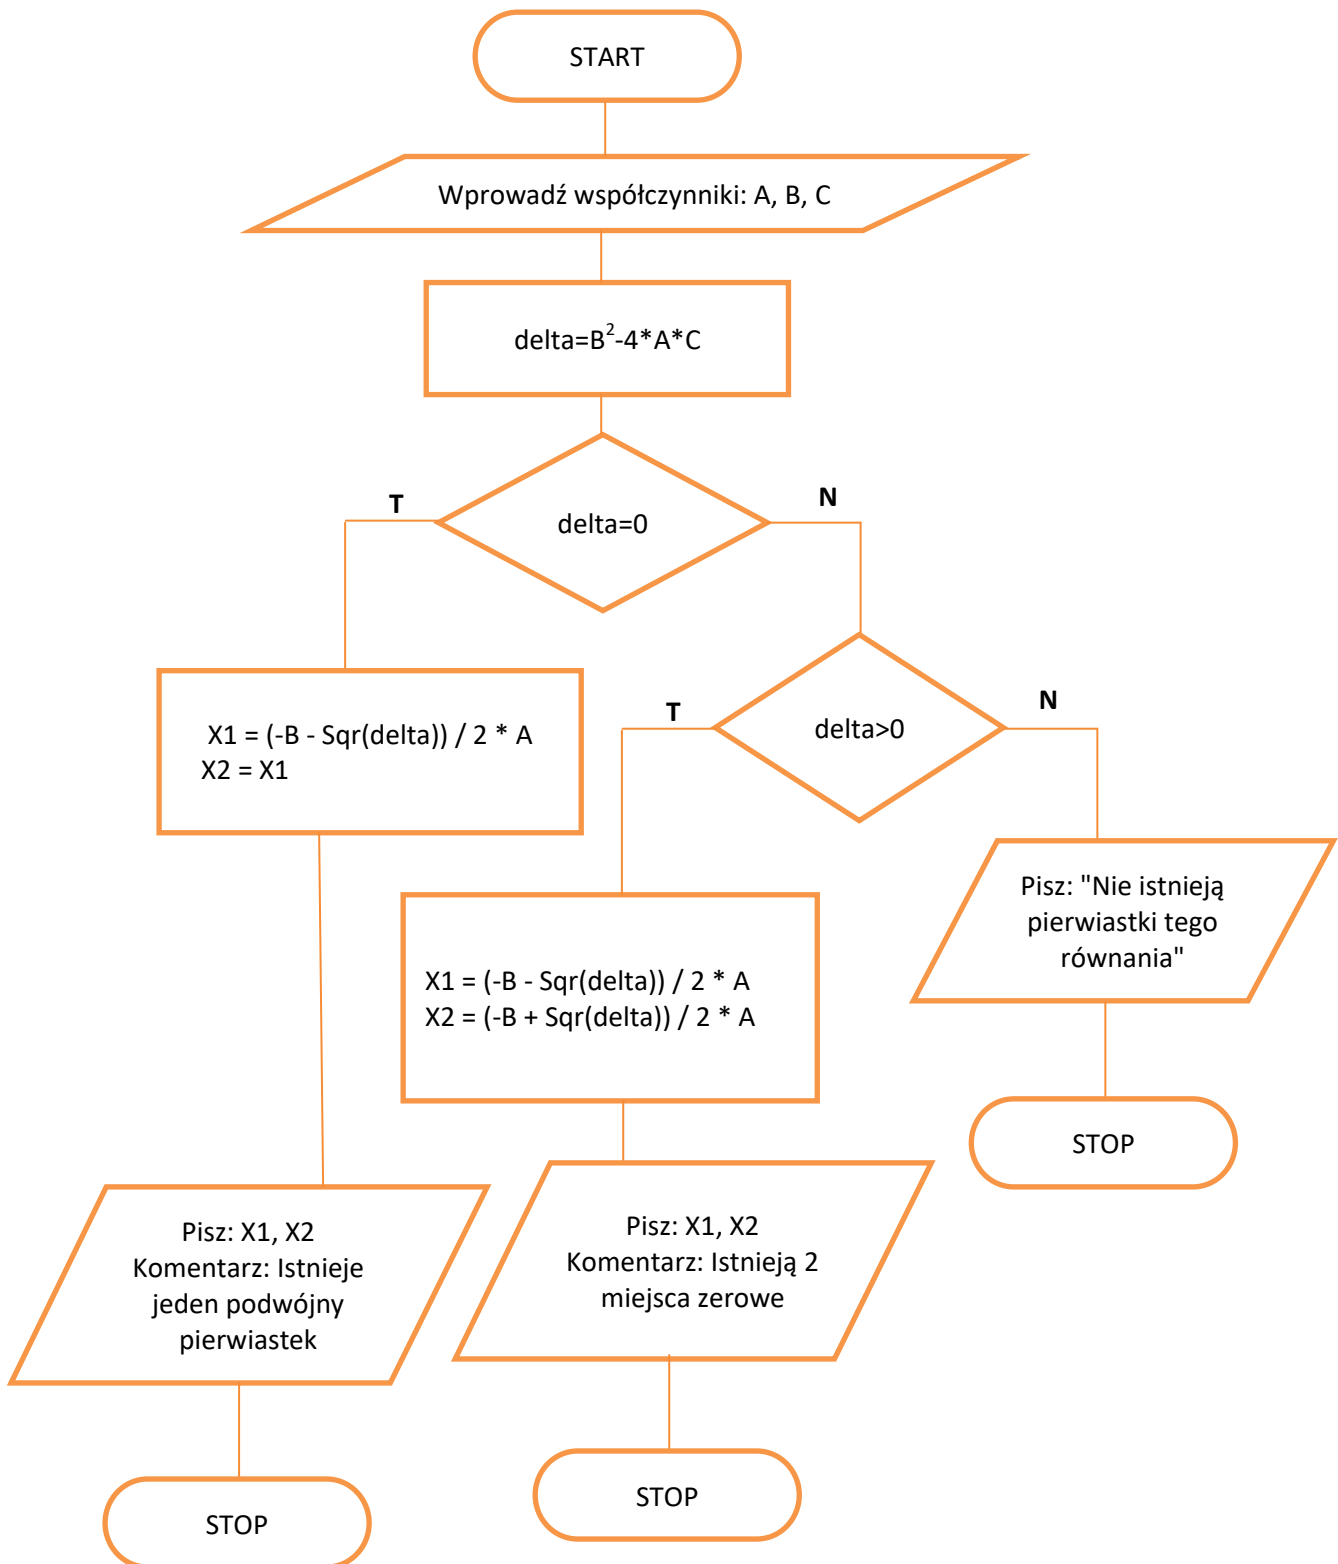 START
Wprowadź współczynniki: A, B, C
delta=B²-4*A*C
T
N
delta=0
X1 = (-B - Sqr(delta)) / 2 * A
X2 = X1
T
N
delta>0
Pisz: "Nie istnieją
pierwiastki tego
równania"
X1 = (-B - Sqr(delta)) / 2 * A
X2 = (-B + Sqr(delta)) / 2 * A
STOP
Pisz: X1, X2
Komentarz: Istnieje
jeden podwójny
pierwiastek
Pisz: X1, X2
Komentarz: Istnieją 2
miejsca zerowe
STOP
STOP